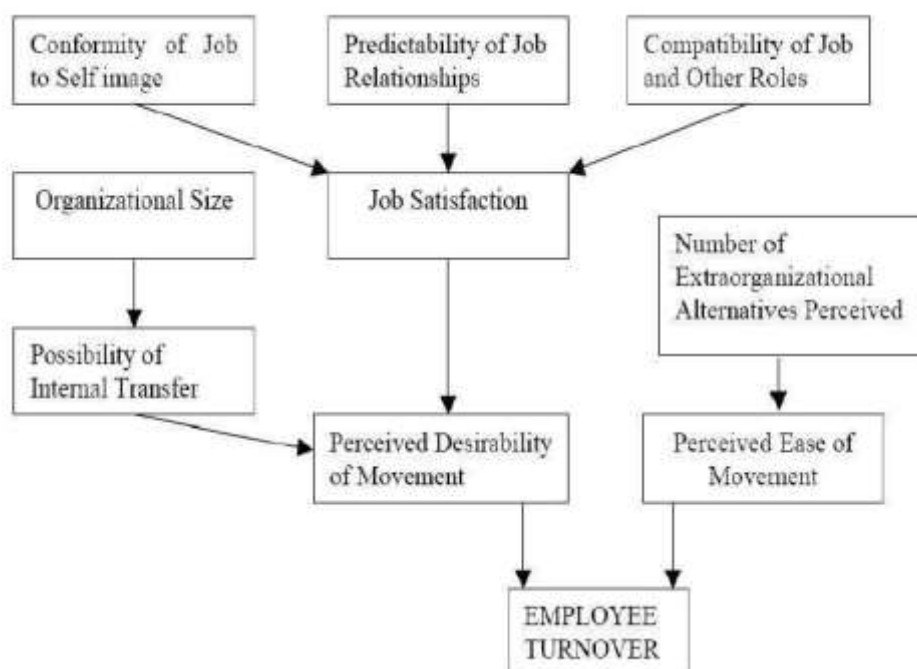 Conformity of Job
to Self image
Predictability of Job
Relationships
Compatibility of Job
and Other Roles
Organizational Size
Job Satisfaction
Number of
Extraorganizational
Alternatives Perceived
Possibility of
Internal Transfer
Perceived Desirability
of Movement
Perceived Ease of
Movement
EMPLOYEE
TURNOVER